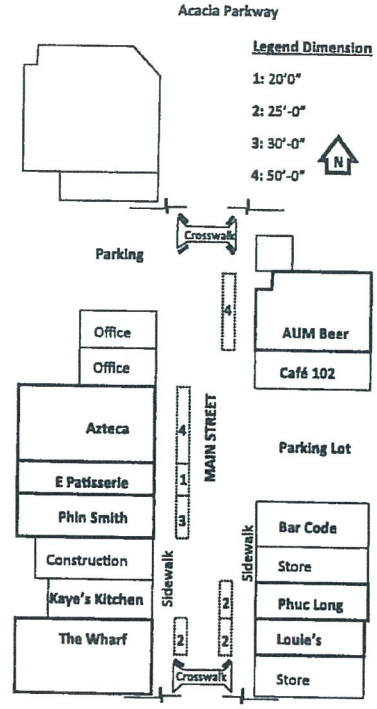 Acacia Parkway
Legend Dimension
1: 20'0"
2: 25'-0"
3: 30'-0"
4: 50'-0"
N
Crosswalk
Parking
4
AUM Beer
Café 102
Office
Office
Azteca
E Patisserie
Phin Smith
Construction
Kaye's Kitchen
The Wharf
4
1
3
2
MAIN STREET
Sidewalk
Sidewalk
2
2
Parking Lot
Bar Code
Store
Phuc Long
Louie's
Store
Crosswalk